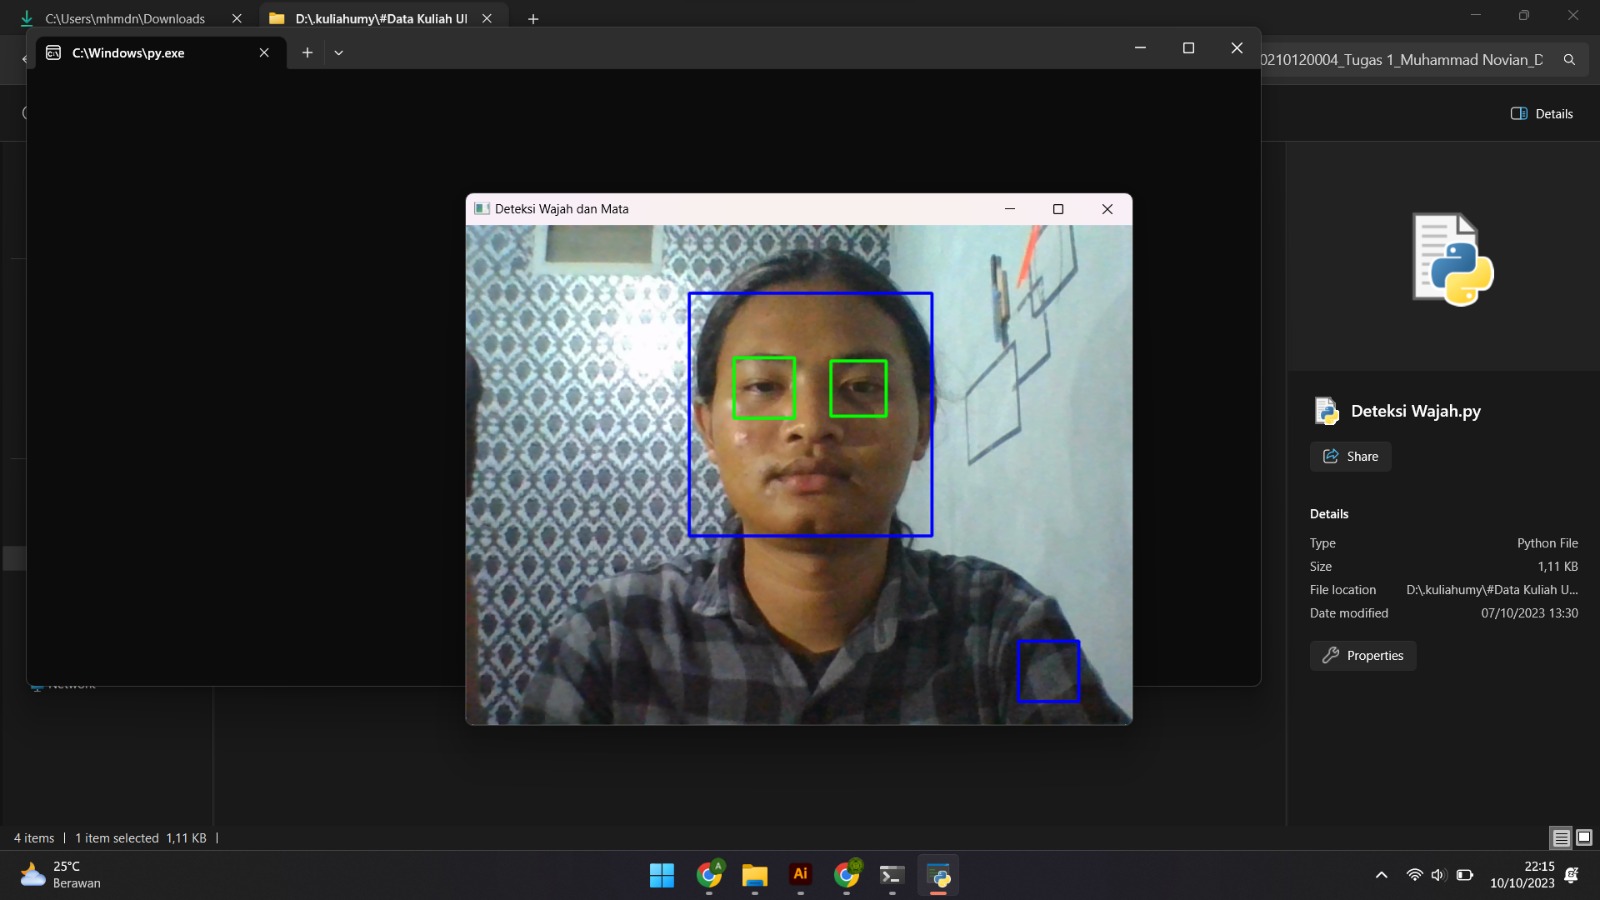 C:\Users\mhmdn\Downloads
D:\.kuliahumy\#Data Kuliah UI
C:\Windows\py.exe
0210120004_Tugas 1_Muhammad Novian_D
Details
Deteksi Wajah dan Mata
Deteksi Wajah.py
Share
Details
Type Python File
Size 1,11 KB
File location D:\.kuliahumy\#Data Kuliah U...
Date modified 07/10/2023 13:30
Properties
Network
4 items | 1 item selected 1,11 KB |
25°C
Berawan
A
Ai
22:15
10/10/2023